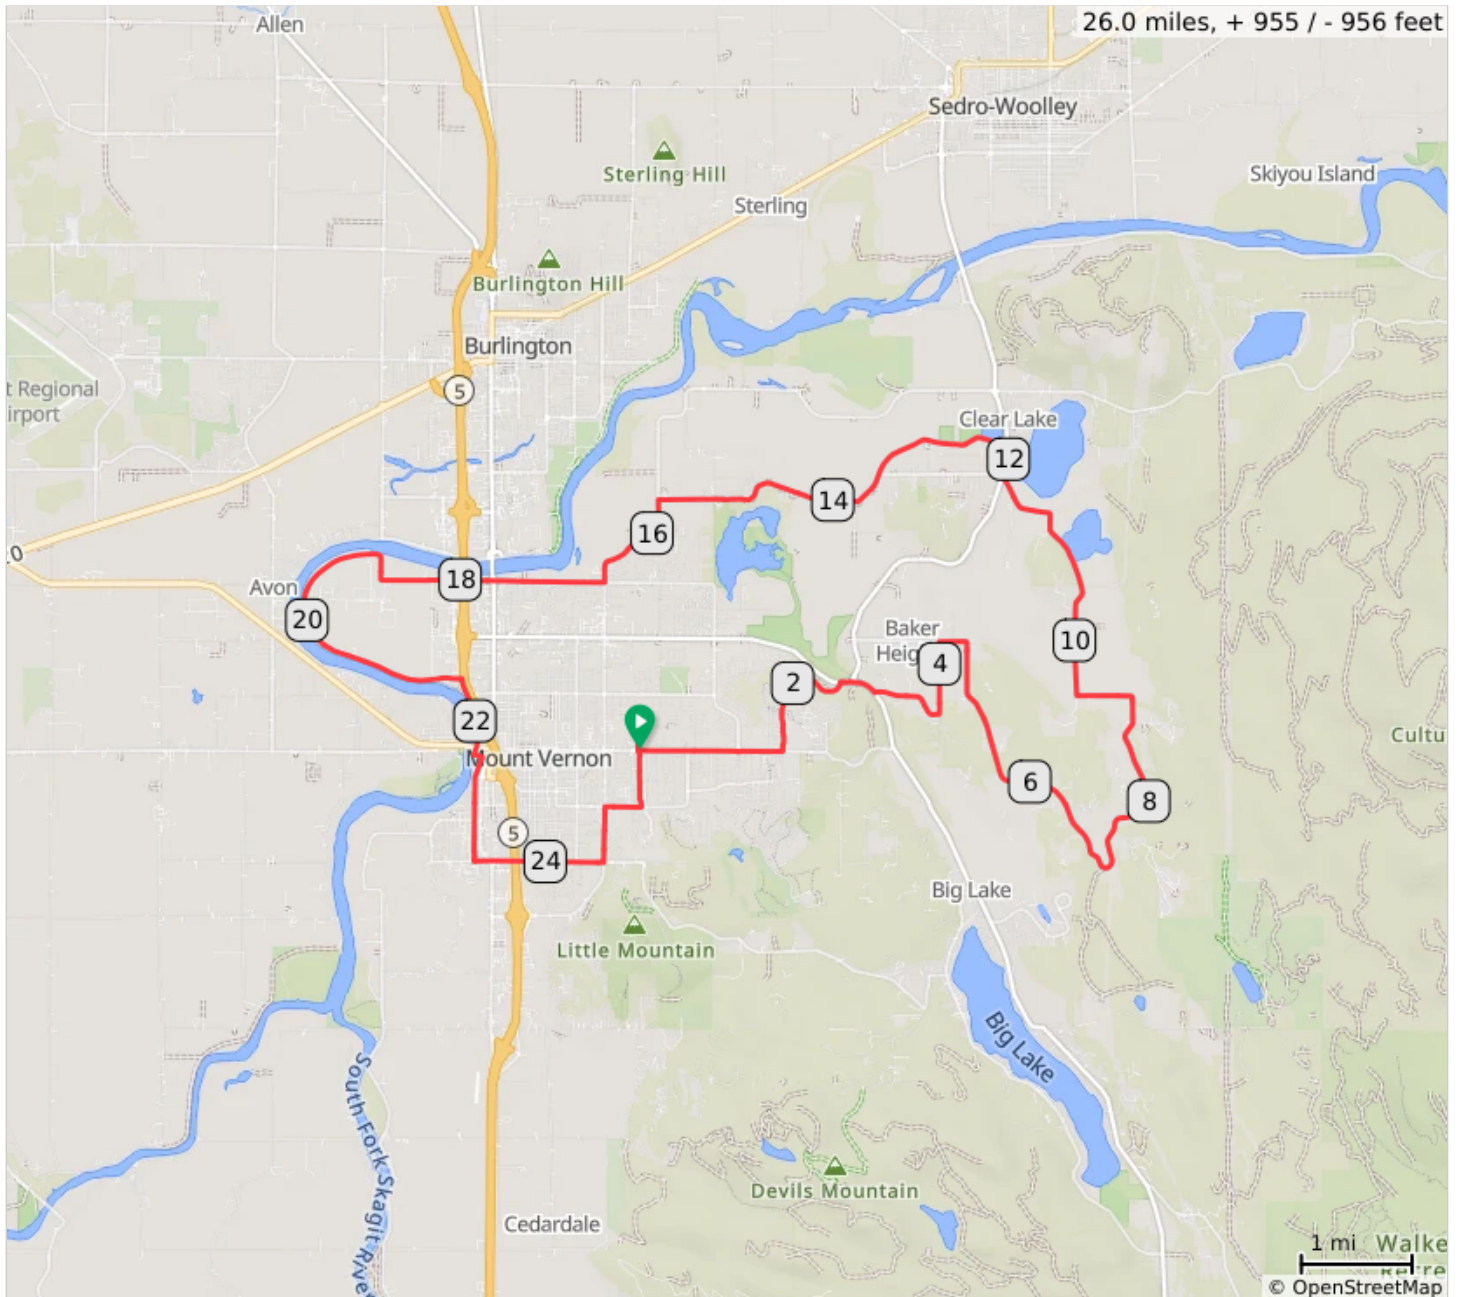 Allen
26.0 miles, + 955 / - 956 feet
Sedro-Woolley
Sterling Hill
Skiyou Island
Sterling
Burlington Hill
Burlington
t Regional
irport
5
Clear Lake
12
14
16
.0
18
Avon
20
Baker
Heig
4
10
2
22
Mount Vernon
Cultu
6
8
5
24
Big Lake
Little Mountain
Big Lake
South Fork Skagit Rive
Devils Mountain
Cedardale
1 mi
Walke
Recre
© OpenStreetMap